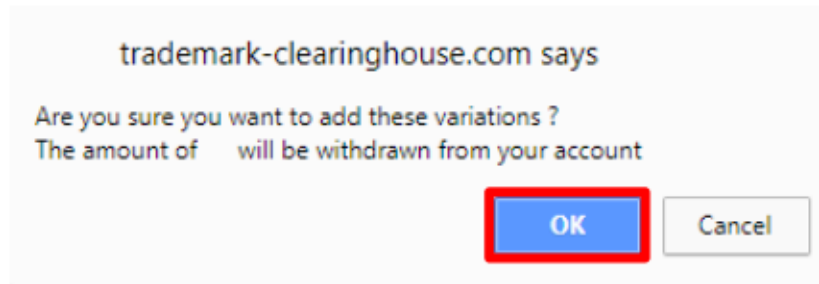 trademark-clearinghouse.com says
Are you sure you want to add these variations ?
The amount of will be withdrawn from your account
OK Cancel